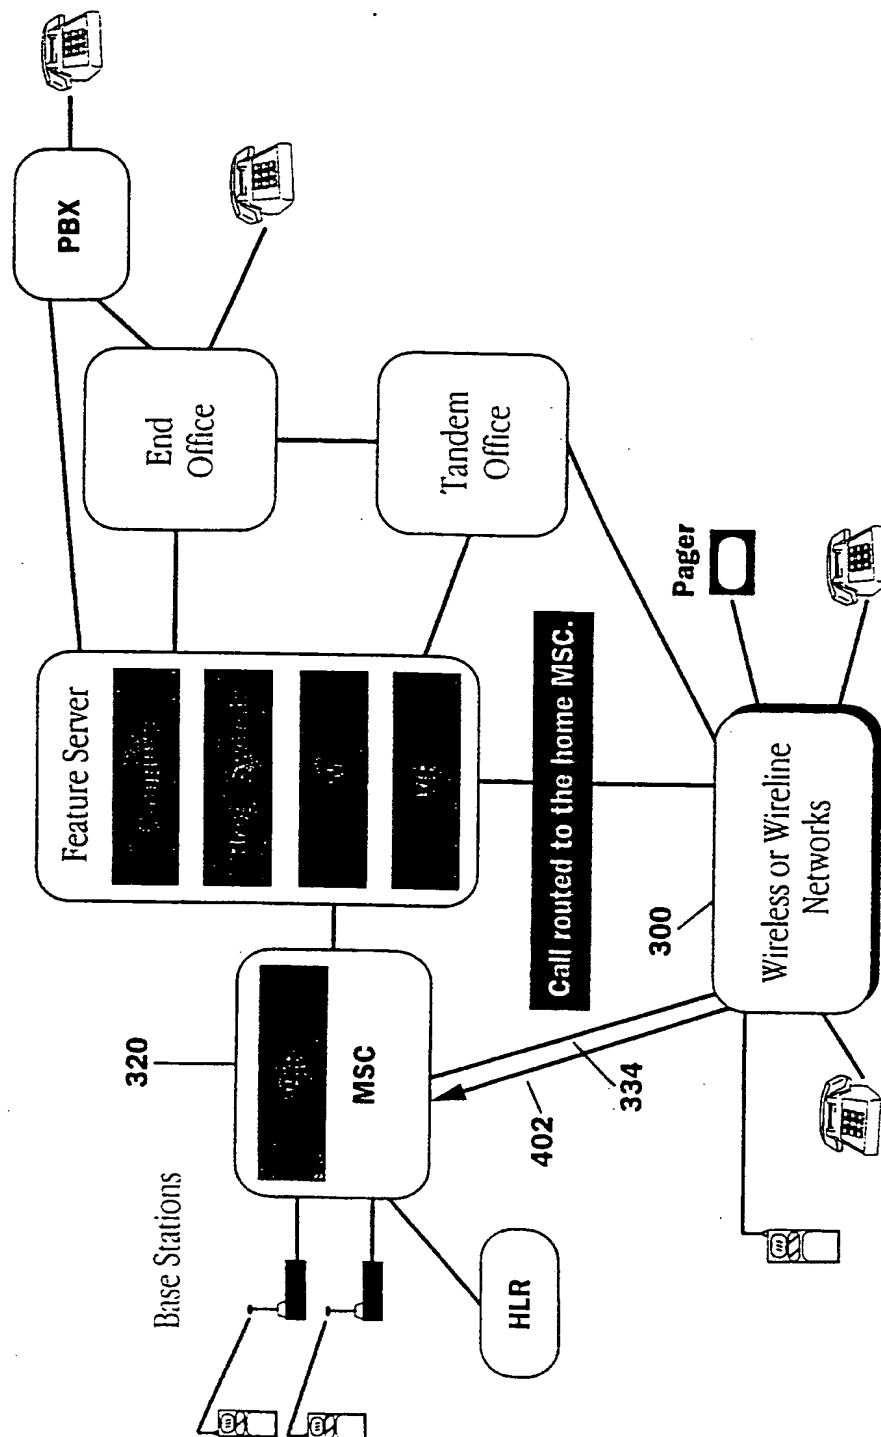 Base Stations
320
MSC
HLR
402
334
Feature Server
Call routed to the home MSC.
300
Wireless or Wireline
Networks
Pager
End
Office
Tandem
Office
PBX